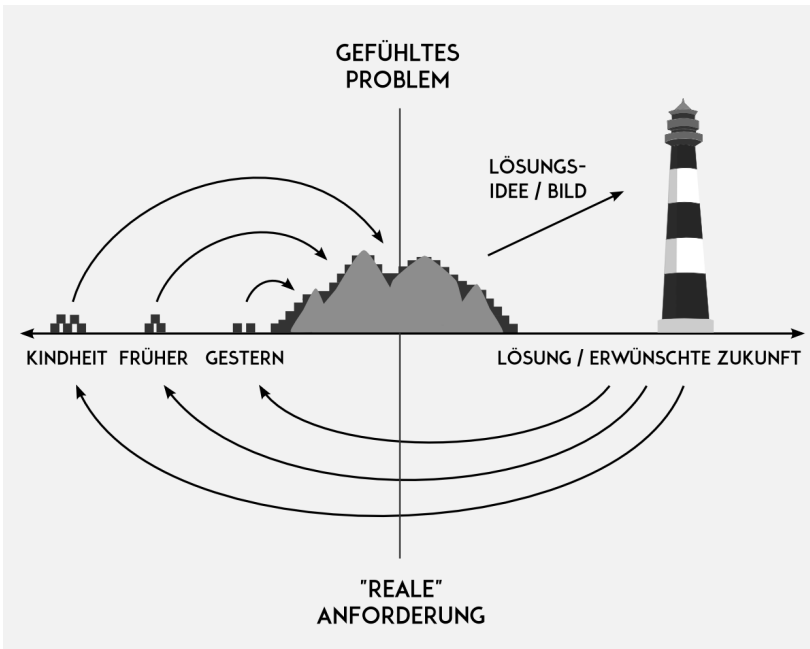 GEFÜHLTES
PROBLEM
LÖSUNGS-
IDEE / BILD
KINDHEIT FRÜHER GESTERN
LÖSUNG / ERWÜNSCHTE ZUKUNFT
"REALE"
ANFORDERUNG